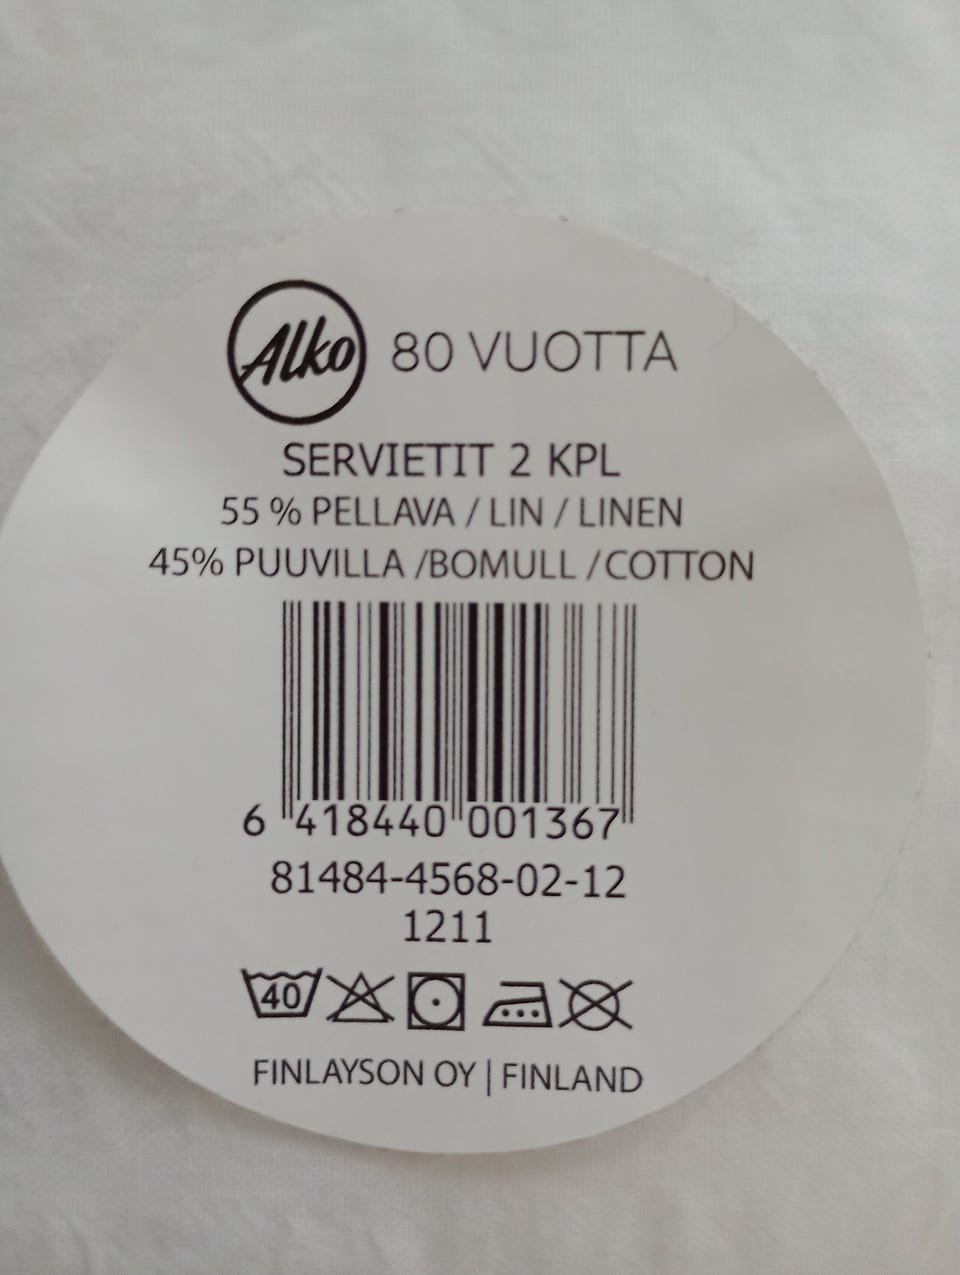 Alko 80 VUOTTA
SERVIETIT 2 KPL
55 % PELLAVA / LIN / LINEN
45% PUUVILLA /BOMULL /COTTON
6 418440 001367
81484-4568-02-12
1211
40
FINLAYSON OY | FINLAND